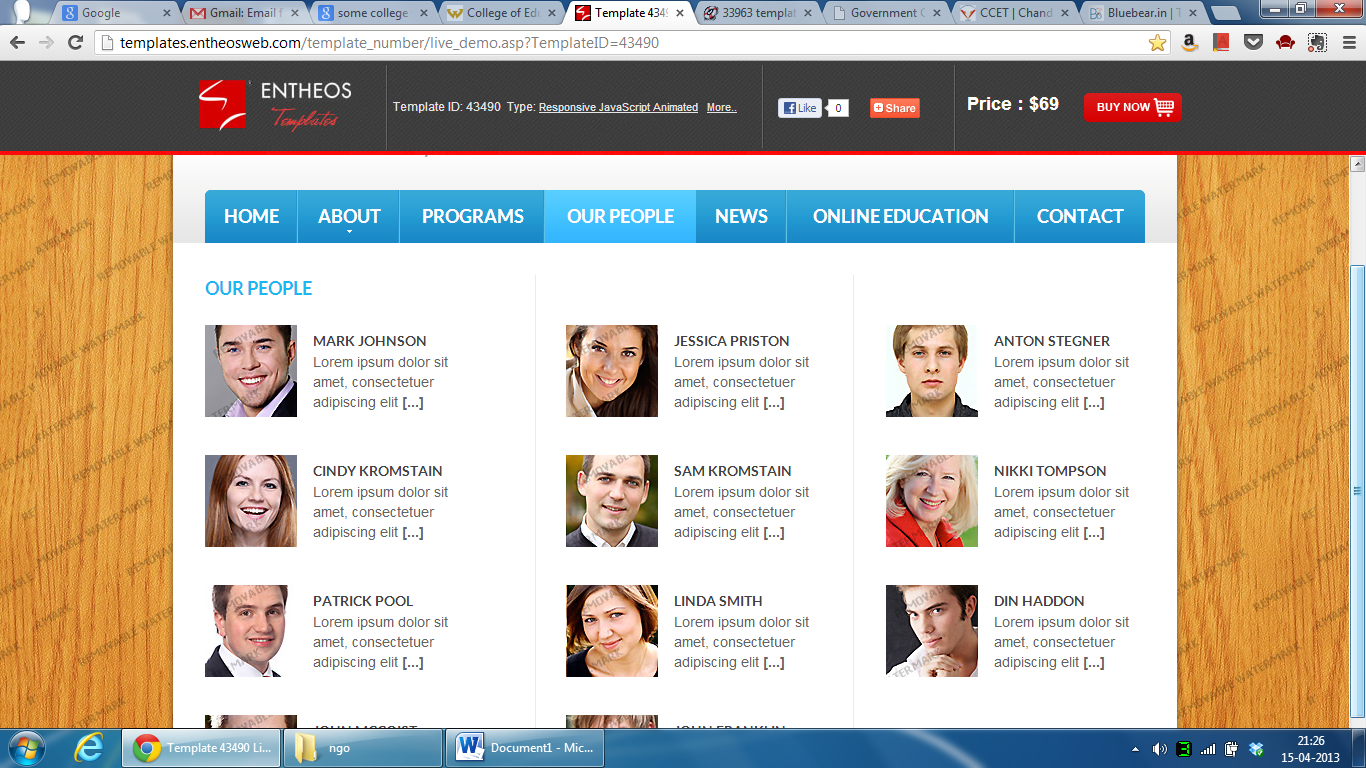 Google
Gmail: Email f
some college
College of Edu
Template 4349
33963 templat
Government C
CCET | Chand
Bluebear.in | T
templates.entheosweb.com/template_number/live_demo.asp?TemplateID=43490
ENTHEOS
Templates
Template ID: 43490 Type: Responsive JavaScript Animated More..
Like 0
Share
Price : $69
BUY NOW
HOME ABOUT PROGRAMS OUR PEOPLE NEWS ONLINE EDUCATION CONTACT
OUR PEOPLE
MARK JOHNSON
Lorem ipsum dolor sit
amet, consectetuer
adipiscing elit [...]
JESSICA PRISTON
Lorem ipsum dolor sit
amet, consectetuer
adipiscing elit [...]
ANTON STEGNER
Lorem ipsum dolor sit
amet, consectetuer
adipiscing elit [...]
CINDY KROMSTAIN
Lorem ipsum dolor sit
amet, consectetuer
adipiscing elit [...]
SAM KROMSTAIN
Lorem ipsum dolor sit
amet, consectetuer
adipiscing elit [...]
NIKKI TOMPSON
Lorem ipsum dolor sit
amet, consectetuer
adipiscing elit [...]
PATRICK POOL
Lorem ipsum dolor sit
amet, consectetuer
adipiscing elit [...]
LINDA SMITH
Lorem ipsum dolor sit
amet, consectetuer
adipiscing elit [...]
DIN HADDON
Lorem ipsum dolor sit
amet, consectetuer
adipiscing elit [...]
REMOVABLE WATERMARK
Template 43490 Li...
ngo
Document1 - Mic...
21:26
15-04-2013